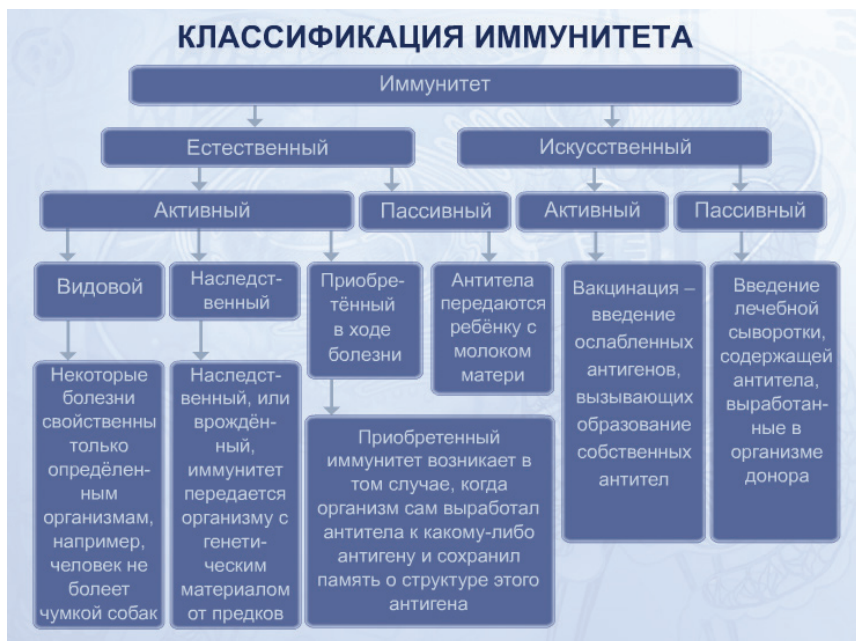 КЛАССИФИКАЦИЯ ИММУНИТЕТА
Иммунитет
Естественный
Искусственный
Активный
Пассивный
Активный
Пассивный
Видовой
Наследст-
венный
Приобре-
тённый
в ходе
болезни
Антитела
передаются
ребёнку с
молоком
матери
Вакцинация –
введение
ослабленных
антигенов,
вызывающих
образование
собственных
антител
Введение
лечебной
сыворотки,
содержащей
антитела,
выработан-
ные в
организме
донора
Некоторые
болезни
свойственны
только
опредёлен-
ным
организмам,
например,
человек не
болеет
чумкой собак
Наследст-
венный, или
врождён-
ный,
иммунитет
передается
организму с
генети-
ческим
материалом
от предков
Приобретенный
иммунитет возникает в
том случае, когда
организм сам выработал
антитела к какому-либо
антигену и сохранил
память о структуре этого
антигена